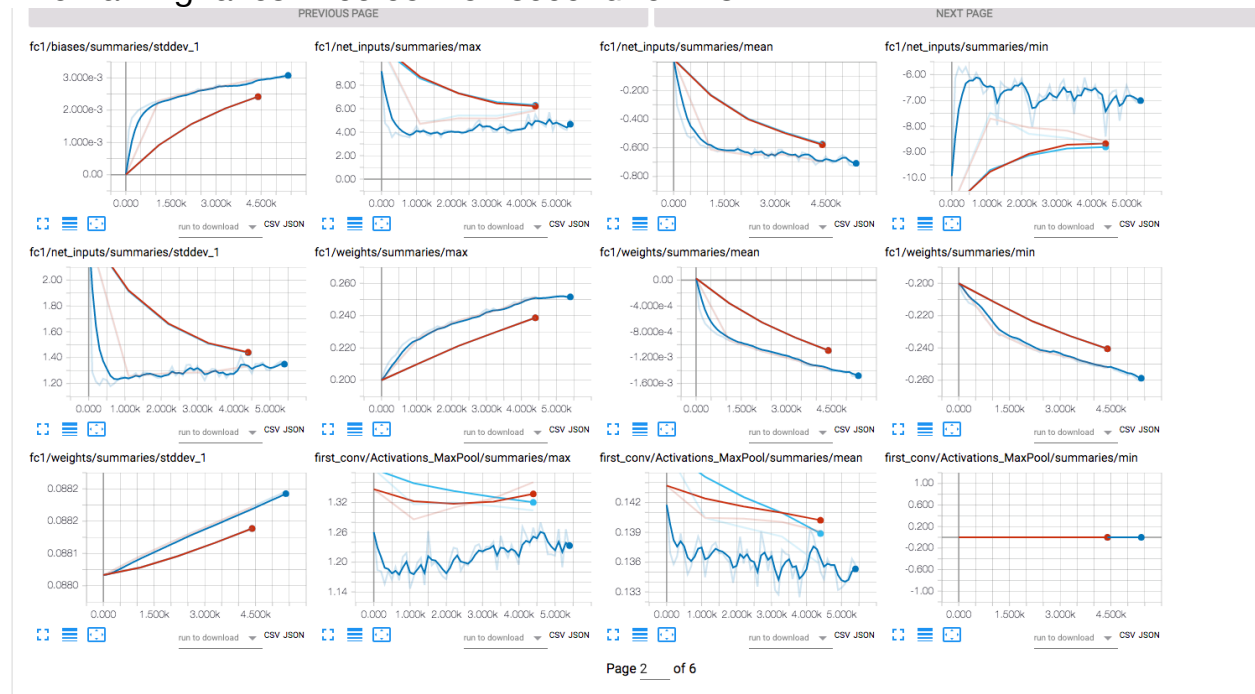 PREVIOUS PAGE NEXT PAGE
fc1/biases/summaries/stddev_1 fc1/net_inputs/summaries/max fc1/net_inputs/summaries/mean fc1/net_inputs/summaries/min
3.000e-3
2.000e-3
1.000e-3
0.00
0.000 1.500k 3.000k 4.500k
8.00
6.00
4.00
2.00
0.00
0.000 1.000k 2.000k 3.000k 4.000k 5.000k
-0.200
-0.400
-0.600
-0.800
0.000 1.500k 3.000k 4.500k
-6.00
-7.00
-8.00
-9.00
-10.0
0.000 1.000k 2.000k 3.000k 4.000k 5.000k
run to download CSV JSON run to download CSV JSON run to download CSV JSON run to download CSV JSON
fc1/net_inputs/summaries/stddev_1 fc1/weights/summaries/max fc1/weights/summaries/mean fc1/weights/summaries/min
2.00
1.80
1.60
1.40
1.20
0.000 1.000k 2.000k 3.000k 4.000k 5.000k
0.260
0.240
0.220
0.200
0.000 1.000k 2.000k 3.000k 4.000k 5.000k
0.00
-4.000e-4
-8.000e-4
-1.200e-3
-1.600e-3
0.000 1.500k 3.000k 4.500k
-0.200
-0.220
-0.240
-0.260
0.000 1.500k 3.000k 4.500k
run to download CSV JSON run to download CSV JSON run to download CSV JSON run to download CSV JSON
fc1/weights/summaries/stddev_1 first_conv/Activations_MaxPool/summaries/max first_conv/Activations_MaxPool/summaries/mean first_conv/Activations_MaxPool/summaries/min
0.0882
0.0882
0.0881
0.0881
0.0880
0.000 1.500k 3.000k 4.500k
1.32
1.26
1.20
1.14
0.000 1.000k 2.000k 3.000k 4.000k 5.000k
0.142
0.139
0.136
0.133
0.000 1.000k 2.000k 3.000k 4.000k 5.000k
1.00
0.600
0.200
-0.200
-0.600
-1.00
0.000 1.500k 3.000k 4.500k
run to download CSV JSON run to download CSV JSON run to download CSV JSON run to download CSV JSON
Page 2 of 6